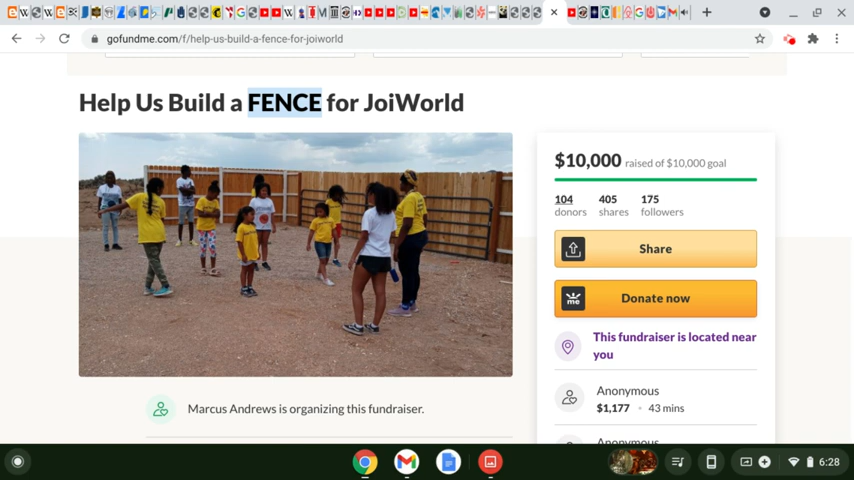 gofundme.com/f/help-us-build-a-fence-for-joiworld
Help Us Build a FENCE for JoiWorld
$10,000 raised of $10,000 goal
104 405 175
donors shares followers
Share
me Donate now
This fundraiser is located near
you
Anonymous
$1,177 • 43 mins
Marcus Andrews is organizing this fundraiser.
Anonymous
6:28